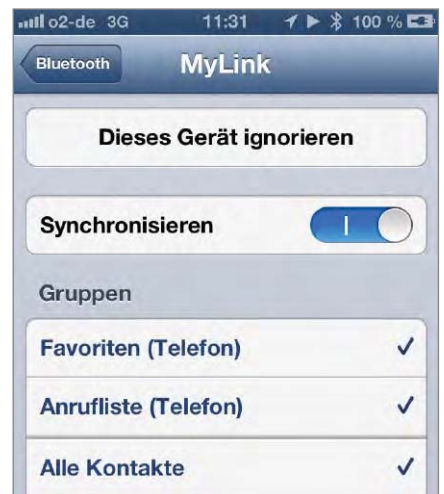 o2-de 3G 11:31 100 %
Bluetooth MyLink
Dieses Gerät ignorieren
Synchronisieren
Gruppen
Favoriten (Telefon)
Anrufliste (Telefon)
Alle Kontakte